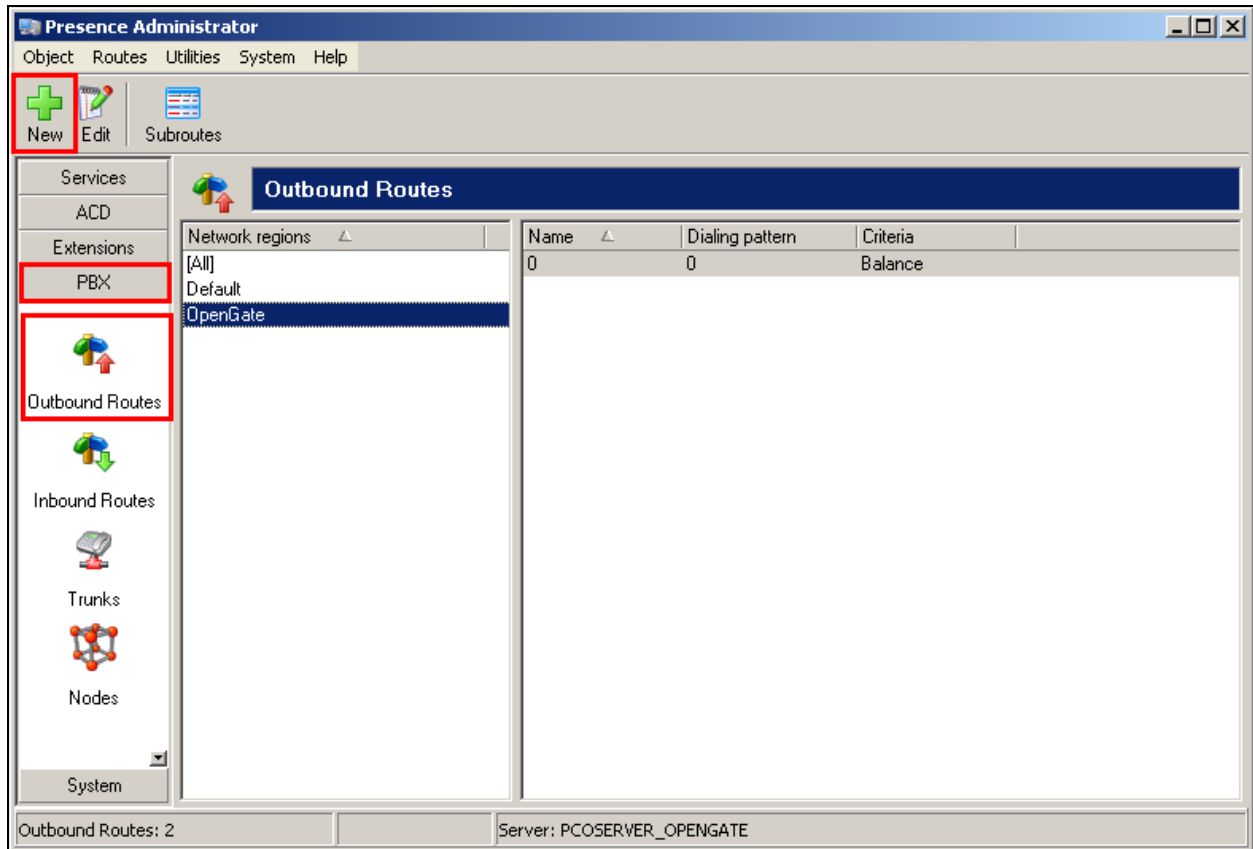 Presence Administrator
Object Routes Utilities System Help
New Edit Subroutes
Services
ACD
Extensions
PBX
Outbound Routes
Inbound Routes
Trunks
Nodes
System
Outbound Routes
Network regions
[All]
Default
OpenGate
Name Dialing pattern Criteria
0 0 Balance
Outbound Routes: 2 Server: PCOSERVER_OPENGATE